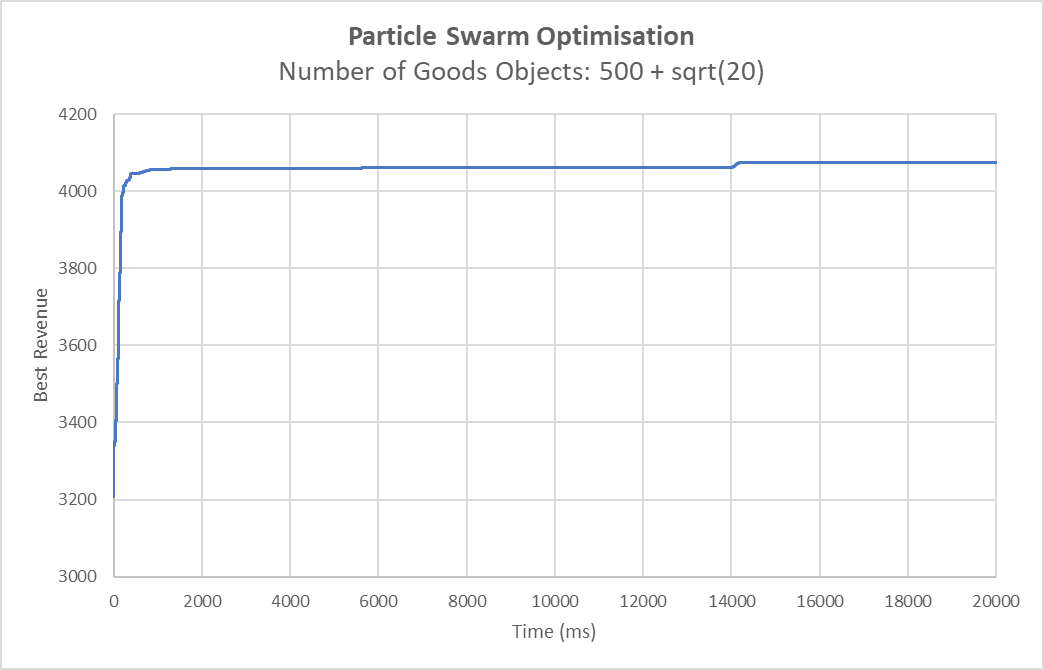 Particle Swarm Optimisation
Number of Goods Objects: 500 + sqrt(20)
4200
4000
3800
3600
3400
3200
3000
Best Revenue
0 2000 4000 6000 8000 10000 12000 14000 16000 18000 20000
Time (ms)